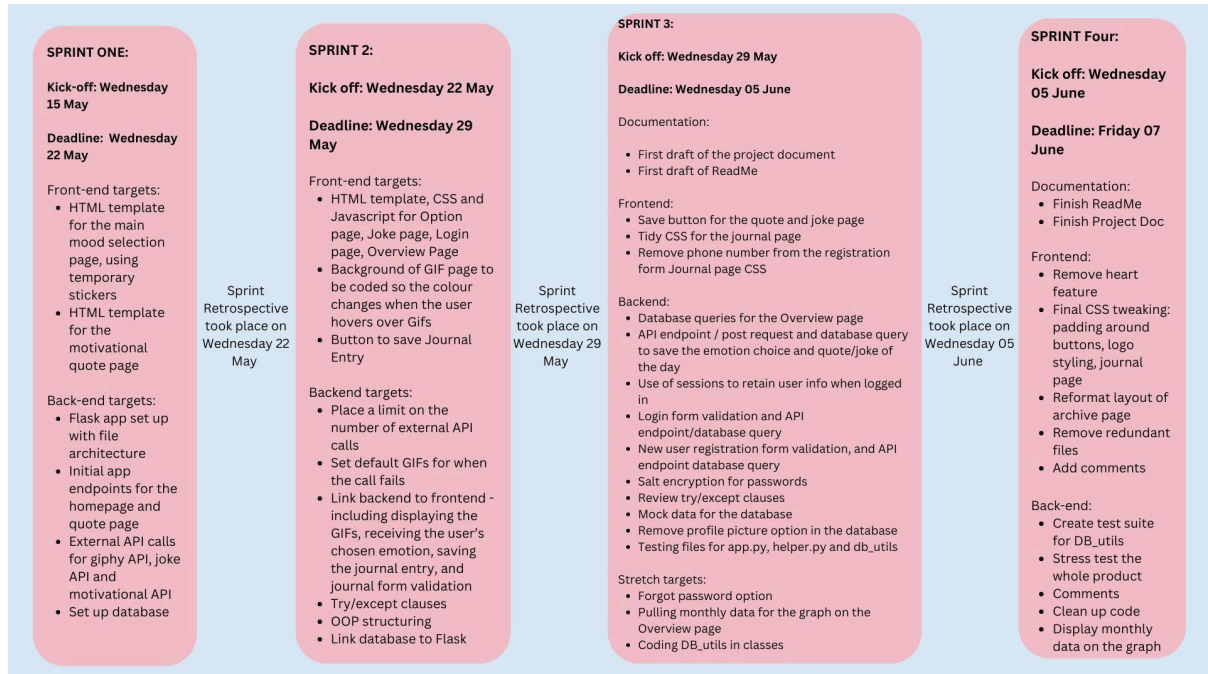 SPRINT ONE:
Kick-off: Wednesday
15 May
Deadline:  Wednesday
22 May
Front-end targets:
• HTML template
for the main
mood selection
page, using
temporary
stickers
• HTML template
for the
motivational
quote page
Back-end targets:
• Flask app set up
with file
architecture
• Initial app
endpoints for the
homepage and
quote page
• External API calls
for giphy API, joke
API and
motivational API
• Set up database
Sprint
Retrospective
took place on
Wednesday 22
May
SPRINT 2:
Kick off: Wednesday 22 May
Deadline: Wednesday 29
May
Front-end targets:
• HTML template, CSS and
Javascript for Option
page, Joke page, Login
page, Overview Page
• Background of GIF page to
be coded so the colour
changes when the user
hovers over Gifs
• Button to save Journal
Entry
Backend targets:
• Place a limit on the
number of external API
calls
• Set default GIFs for when
the call fails
• Link backend to frontend -
including displaying the
GIFs, receiving the user's
chosen emotion, saving
the journal entry, and
journal form validation
• Try/except clauses
• OOP structuring
• Link database to Flask
Sprint
Retrospective
took place on
Wednesday 29
May
SPRINT 3:
Kick off: Wednesday 29 May
Deadline: Wednesday 05 June
Documentation:
• First draft of the project document
• First draft of ReadMe
Frontend:
• Save button for the quote and joke page
• Tidy CSS for the journal page
• Remove phone number from the registration
form Journal page CSS
Backend:
• Database queries for the Overview page
• API endpoint / post request and database query
to save the emotion choice and quote/joke of
the day
• Use of sessions to retain user info when logged
in
• Login form validation and API
endpoint/database query
• New user registration form validation, and API
endpoint database query
• Salt encryption for passwords
• Review try/except clauses
• Mock data for the database
• Remove profile picture option in the database
• Testing files for app.py, helper.py and db_utils
Stretch targets:
• Forgot password option
• Pulling monthly data for the graph on the
Overview page
• Coding DB_utils in classes
Sprint
Retrospective
took place on
Wednesday 05
June
SPRINT Four:
Kick off: Wednesday
05 June
Deadline: Friday 07
June
Documentation:
• Finish ReadMe
• Finish Project Doc
Frontend:
• Remove heart
feature
• Final CSS tweaking:
padding around
buttons, logo
styling, journal
page
• Reformat layout of
archive page
• Remove redundant
files
• Add comments
Back-end:
• Create test suite
for DB_utils
• Stress test the
whole product
• Comments
• Clean up code
• Display monthly
data on the graph